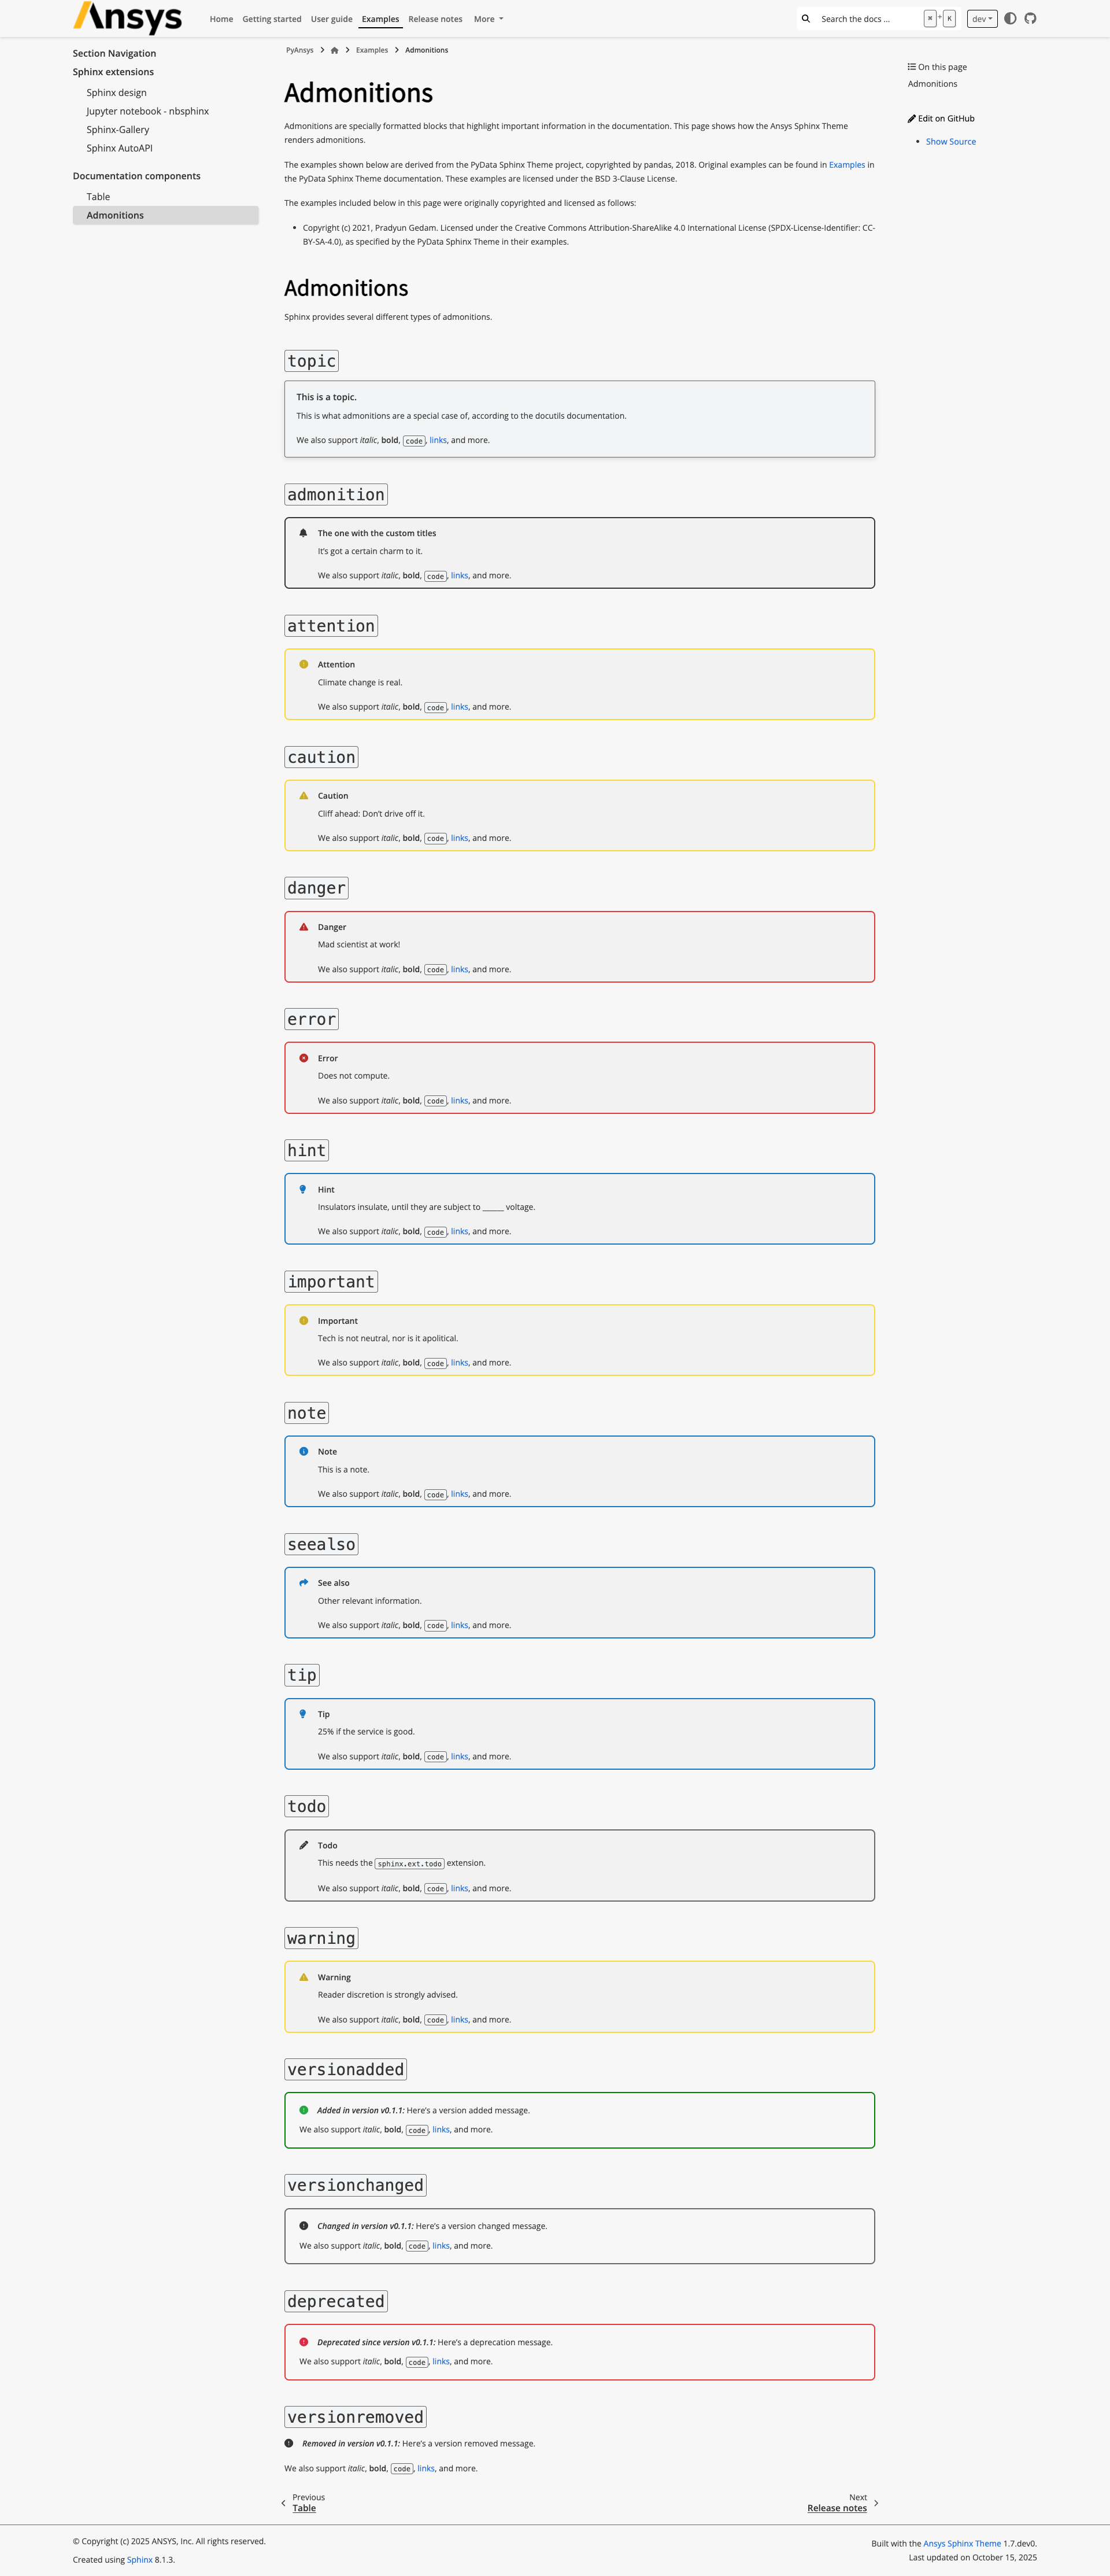 Ansys
Home Getting started User guide Examples Release notes More
Search the docs ... ⌘ + K
dev
Section Navigation
Sphinx extensions
Sphinx design
Jupyter notebook - nbsphinx
Sphinx-Gallery
Sphinx AutoAPI
Documentation components
Table
Admonitions
PyAnsys > > Examples > Admonitions
Admonitions
Admonitions are specially formatted blocks that highlight important information in the documentation. This page shows how the Ansys Sphinx Theme
renders admonitions.
The examples shown below are derived from the PyData Sphinx Theme project, copyrighted by pandas, 2018. Original examples can be found in Examples in
the PyData Sphinx Theme documentation. These examples are licensed under the BSD 3-Clause License.
The examples included below in this page were originally copyrighted and licensed as follows:
• Copyright (c) 2021, Pradyun Gedam. Licensed under the Creative Commons Attribution-ShareAlike 4.0 International License (SPDX-License-Identifier: CC-
BY-SA-4.0), as specified by the PyData Sphinx Theme in their examples.
Admonitions
Sphinx provides several different types of admonitions.
topic
This is a topic.
This is what admonitions are a special case of, according to the docutils documentation.
We also support italic, bold, code, links, and more.
admonition
The one with the custom titles
It's got a certain charm to it.
We also support italic, bold, code, links, and more.
attention
Attention
Climate change is real.
We also support italic, bold, code, links, and more.
caution
Caution
Cliff ahead: Don't drive off it.
We also support italic, bold, code, links, and more.
danger
Danger
Mad scientist at work!
We also support italic, bold, code, links, and more.
error
Error
Does not compute.
We also support italic, bold, code, links, and more.
hint
Hint
Insulators insulate, until they are subject to ______ voltage.
We also support italic, bold, code, links, and more.
important
Important
Tech is not neutral, nor is it apolitical.
We also support italic, bold, code, links, and more.
note
Note
This is a note.
We also support italic, bold, code, links, and more.
seealso
See also
Other relevant information.
We also support italic, bold, code, links, and more.
tip
Tip
25% if the service is good.
We also support italic, bold, code, links, and more.
todo
Todo
This needs the sphinx.ext.todo extension.
We also support italic, bold, code, links, and more.
warning
Warning
Reader discretion is strongly advised.
We also support italic, bold, code, links, and more.
versionadded
Added in version v0.1.1: Here's a version added message.
We also support italic, bold, code, links, and more.
versionchanged
Changed in version v0.1.1: Here's a version changed message.
We also support italic, bold, code, links, and more.
deprecated
Deprecated since version v0.1.1: Here's a deprecation message.
We also support italic, bold, code, links, and more.
versionremoved
Removed in version v0.1.1: Here's a version removed message.
We also support italic, bold, code, links, and more.
Previous
Table
Next
Release notes
On this page
Admonitions
Edit on GitHub
• Show Source
© Copyright (c) 2025 ANSYS, Inc. All rights reserved.
Created using Sphinx 8.1.3.
Built with the Ansys Sphinx Theme 1.7.dev0.
Last updated on October 15, 2025